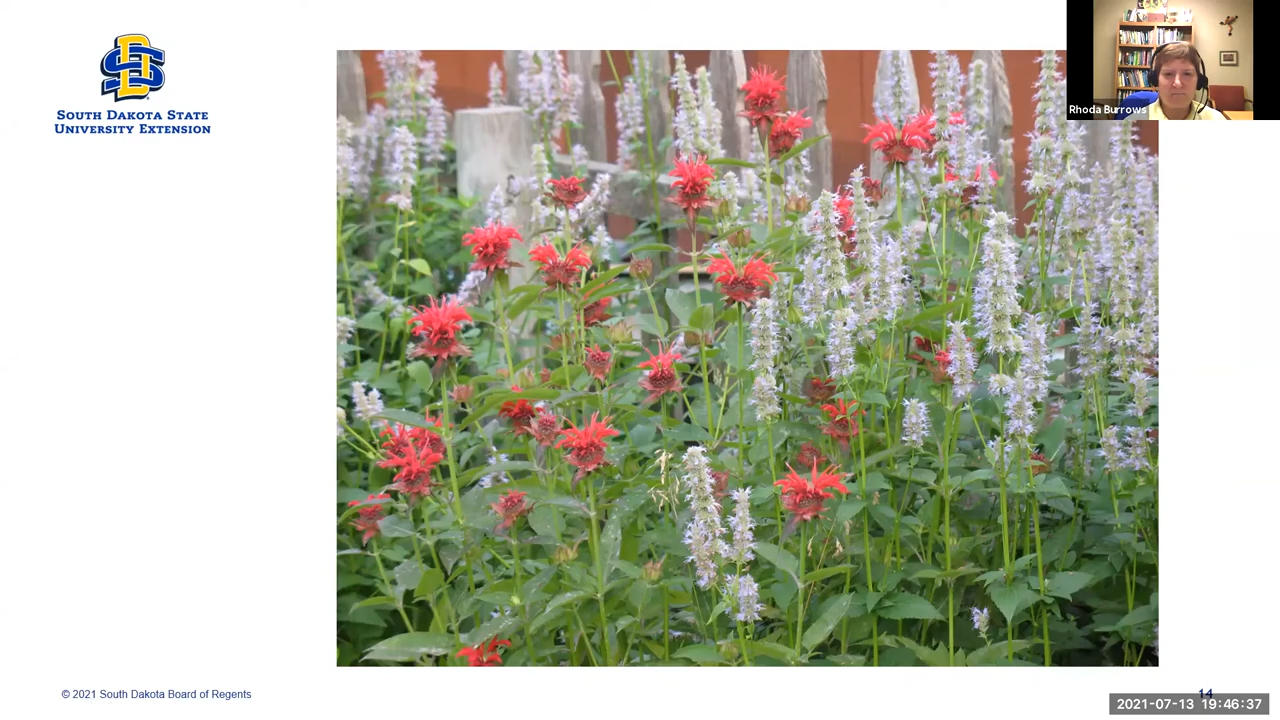 SOUTH DAKOTA STATE
UNIVERSITY EXTENSION
Rhoda Burrows
© 2021 South Dakota Board of Regents
14
2021-07-13 19:46:37